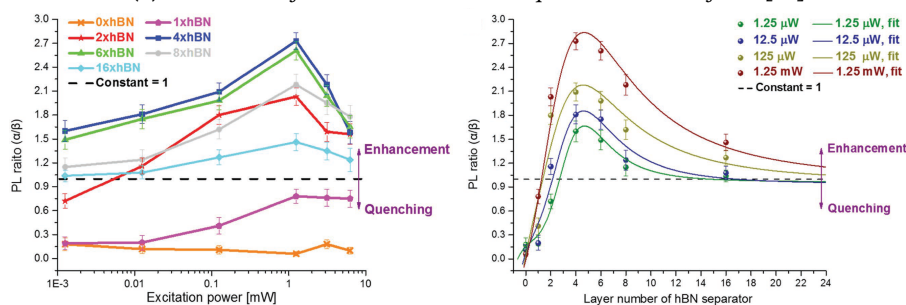 0xhBN 1xhBN
2xhBN 4xhBN
6xhBN 8xhBN
16xhBN
Constant = 1
PL raito (α/β)
3.0
2.7
2.4
2.1
1.8
1.5
1.2
0.9
0.6
0.3
0.0
Enhancement
Quenching
1E-3 0.01 0.1 1 10
Excitation power [mW]
1.25 μW 1.25 μW, fit
12.5 μW 12.5 μW, fit
125 μW 125 μW, fit
1.25 mW 1.25 mW, fit
Constant = 1
PL ratio (α/β)
3.0
2.7
2.4
2.1
1.8
1.5
1.2
0.9
0.6
0.3
0.0
Enhancement
Quenching
0 2 4 6 8 10 12 14 16 18 20 22 24
Layer number of hBN separator